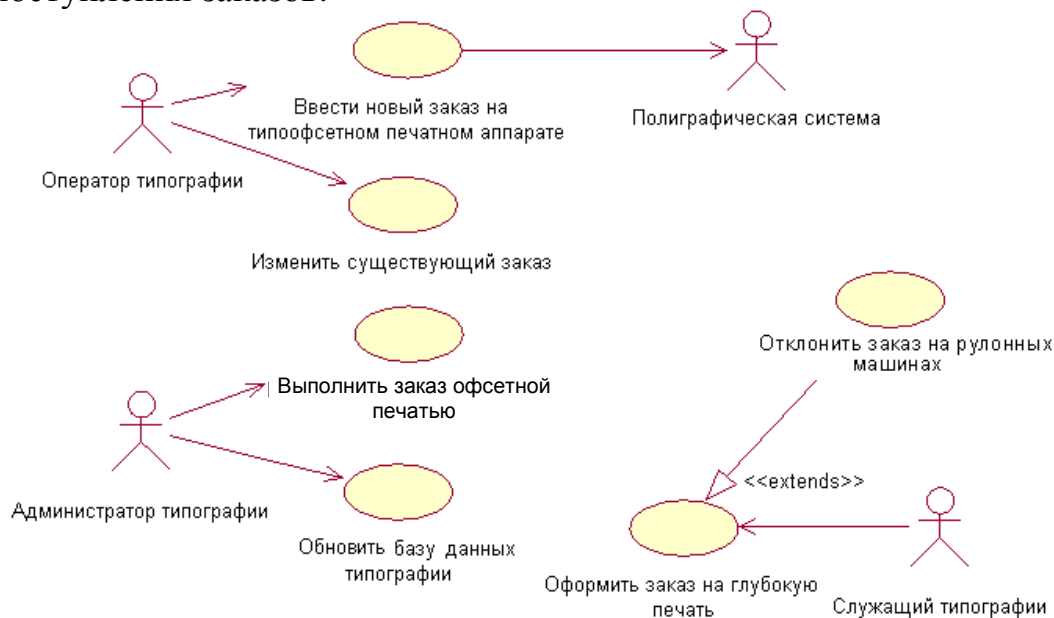 Ввести новый заказ на
типоофсетном печатном аппарате
Полиграфическая система
Оператор типографии
Изменить существующий заказ
Отклонить заказ на рулонных
машинах
Выполнить заказ офсетной
печатью
<<extends>>
Администратор типографии
Обновить базу данных
типографии
Оформить заказ на глубокую
печать
Служащий типографии